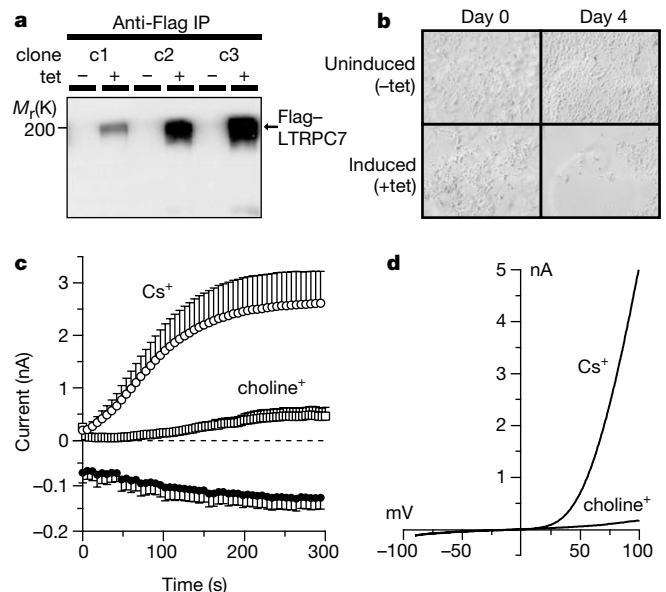 a
Anti-Flag IP
clone c1 c2 c3
tet – + – + – +
Mr(K)
200
Flag–
LTRPC7
b
Day 0 Day 4
Uninduced
(–tet)
Induced
(+tet)
c
Current (nA)
3
2
1
0
–0.1
–0.2
Cs+
choline+
0 100 200 300
Time (s)
d
nA
5
4
3
2
1
Cs+
choline+
mV
–100 –50 50 100